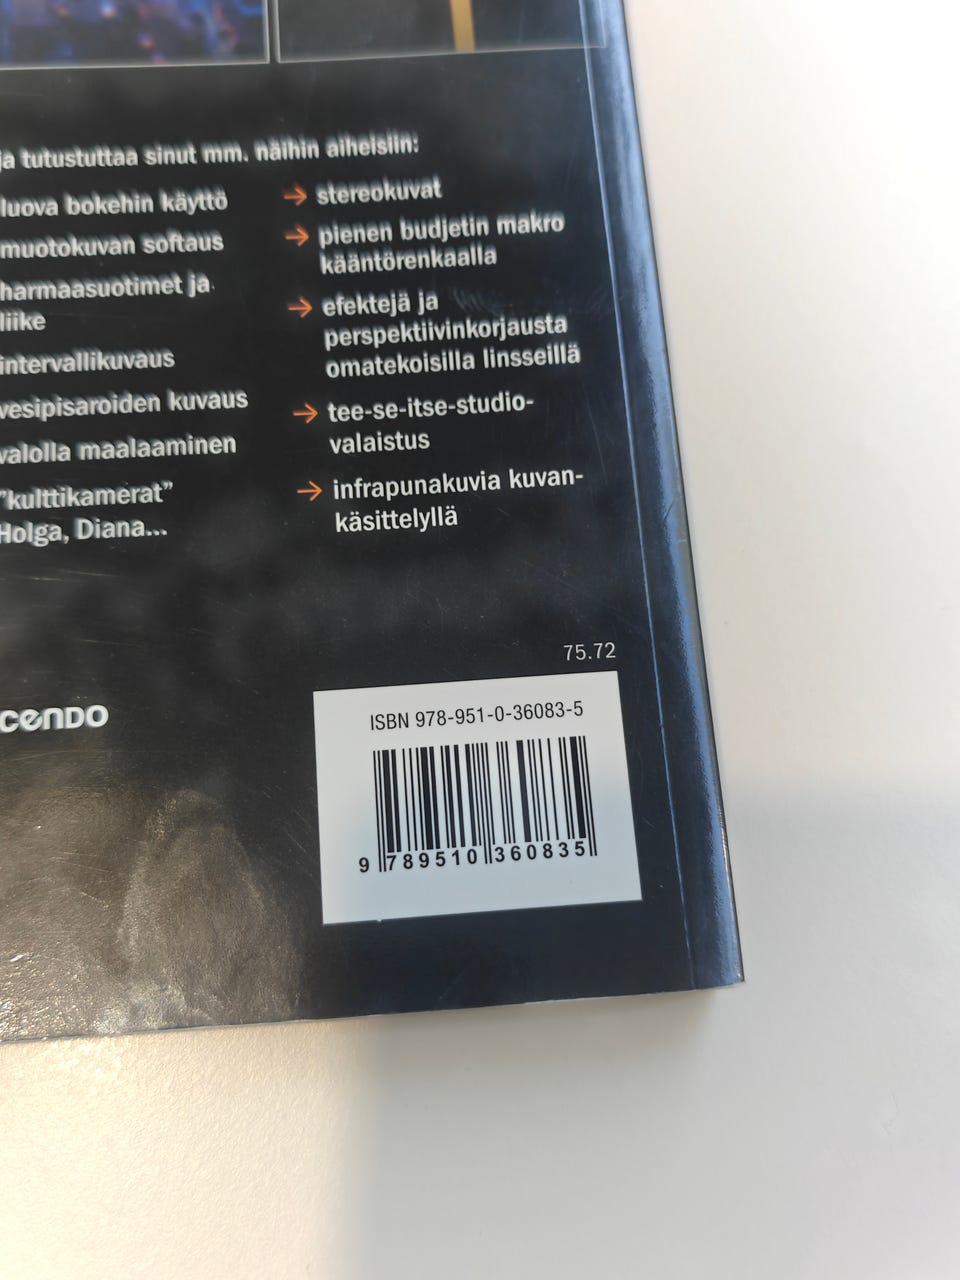 ja tutustuttaa sinut mm. näihin aiheisiin:
luova bokehin käyttö
muotokuvan softaus
harmaasuotimet ja
liike
intervallikuvaus
vesipisaroiden kuvaus
valolla maalaaminen
"kulttikamerat"
Holga, Diana...
→ stereokuvat
→ pienen budjetin makro
kääntörenkaalla
→ efektejä ja
perspektiivinkorjausta
omatekoisilla linsseillä
→ tee-se-itse-studio-
valaistus
→ infrapunakuvia kuvan-
käsittelyllä
75.72
cendo
ISBN 978-951-0-36083-5
9 789510 360835